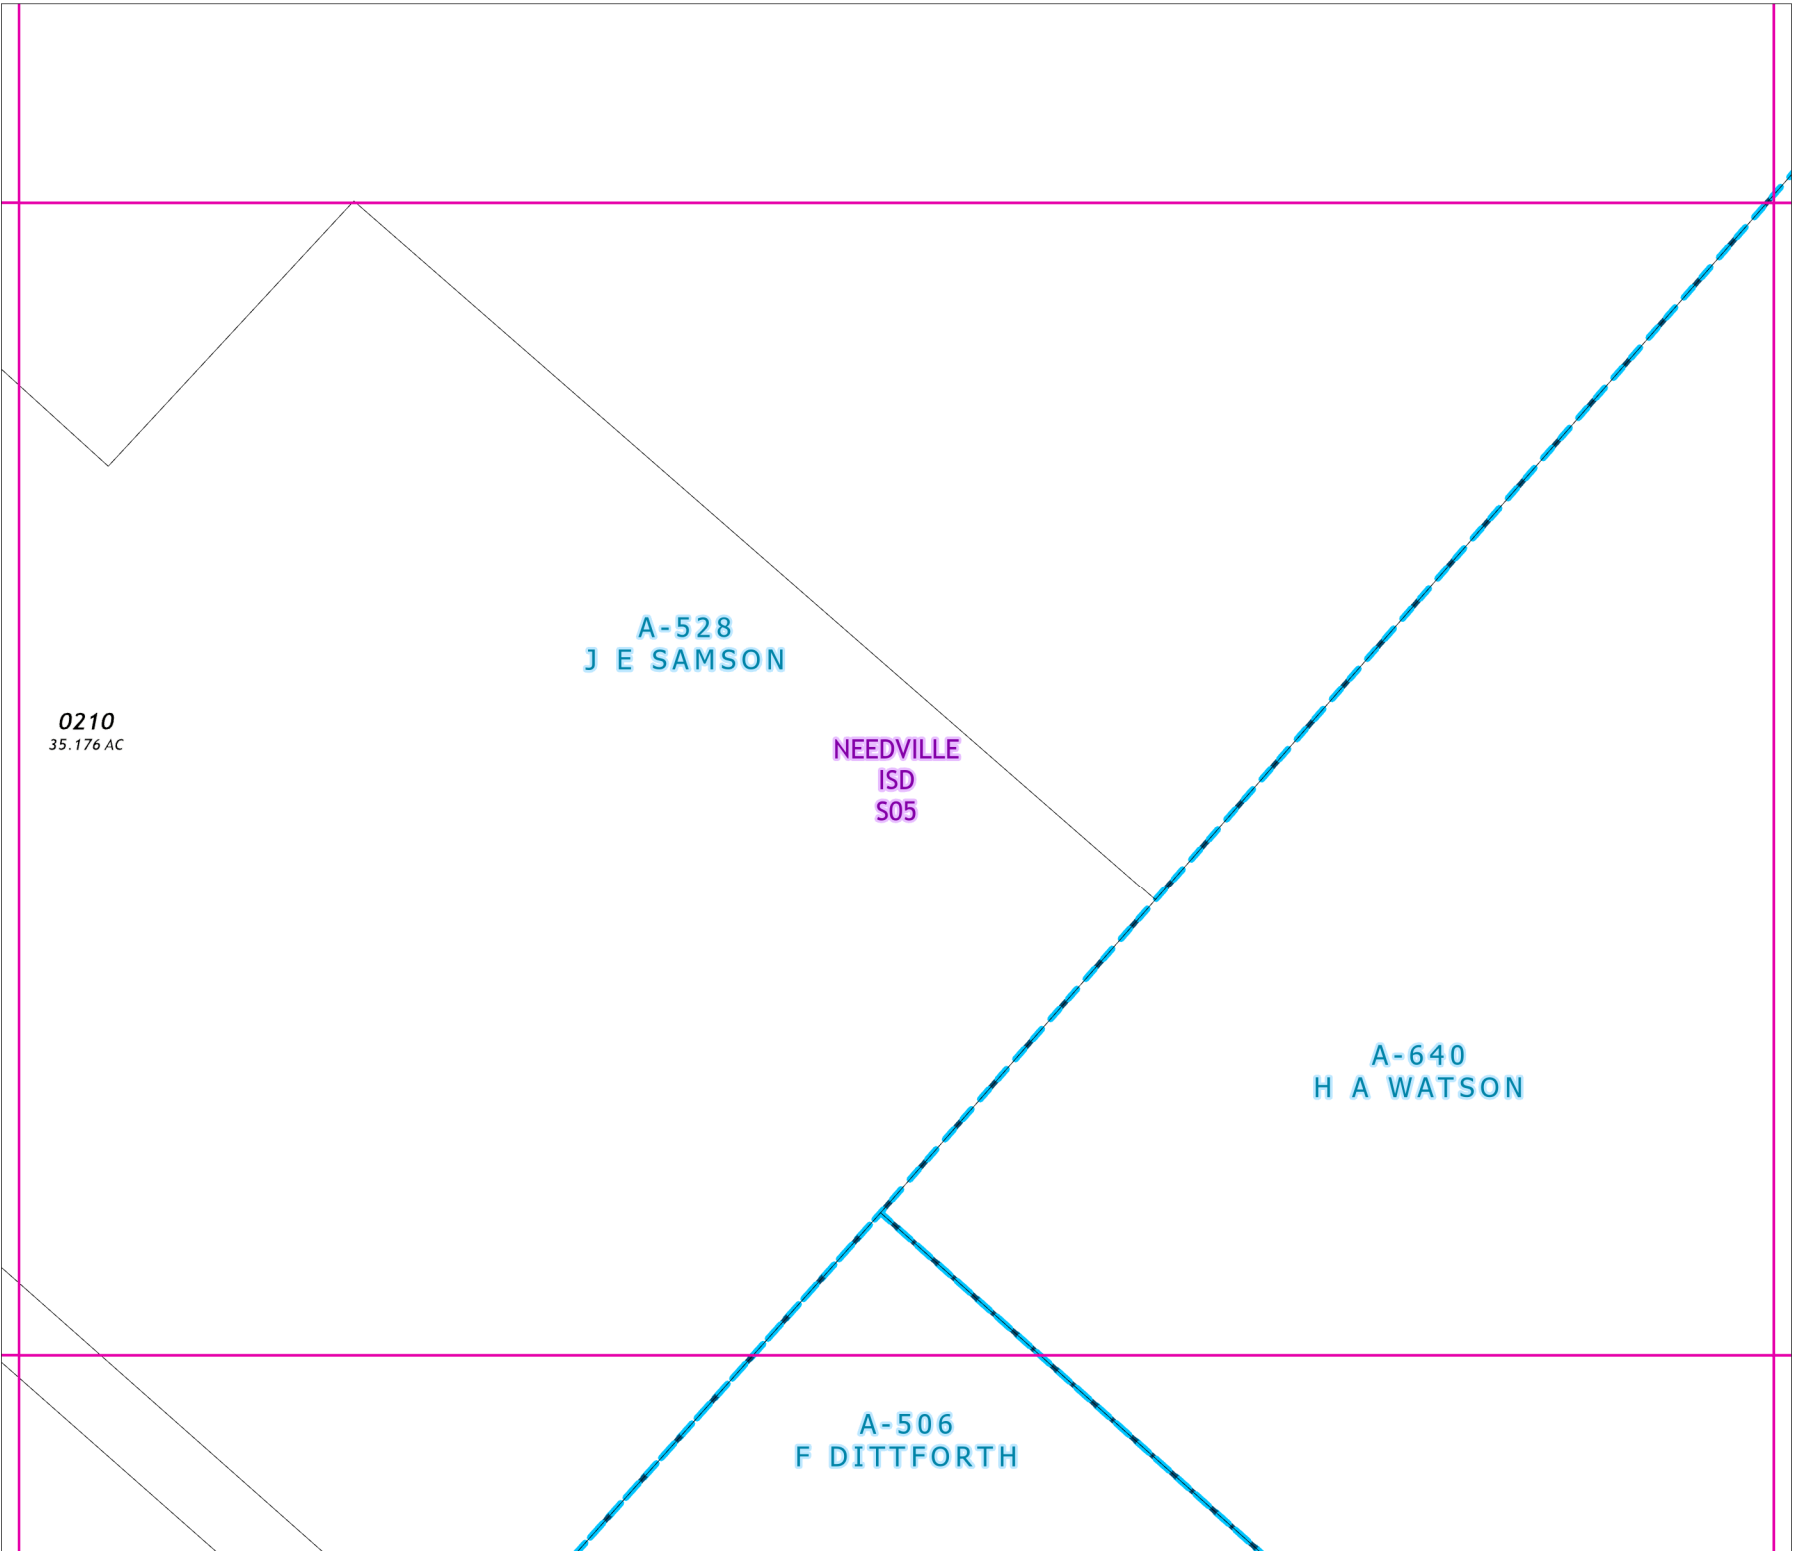 A-528
J E SAMSON
0210
35.176 AC
NEEDVILLE
ISD
S05
A-640
H A WATSON
A-506
F DITTFORTH